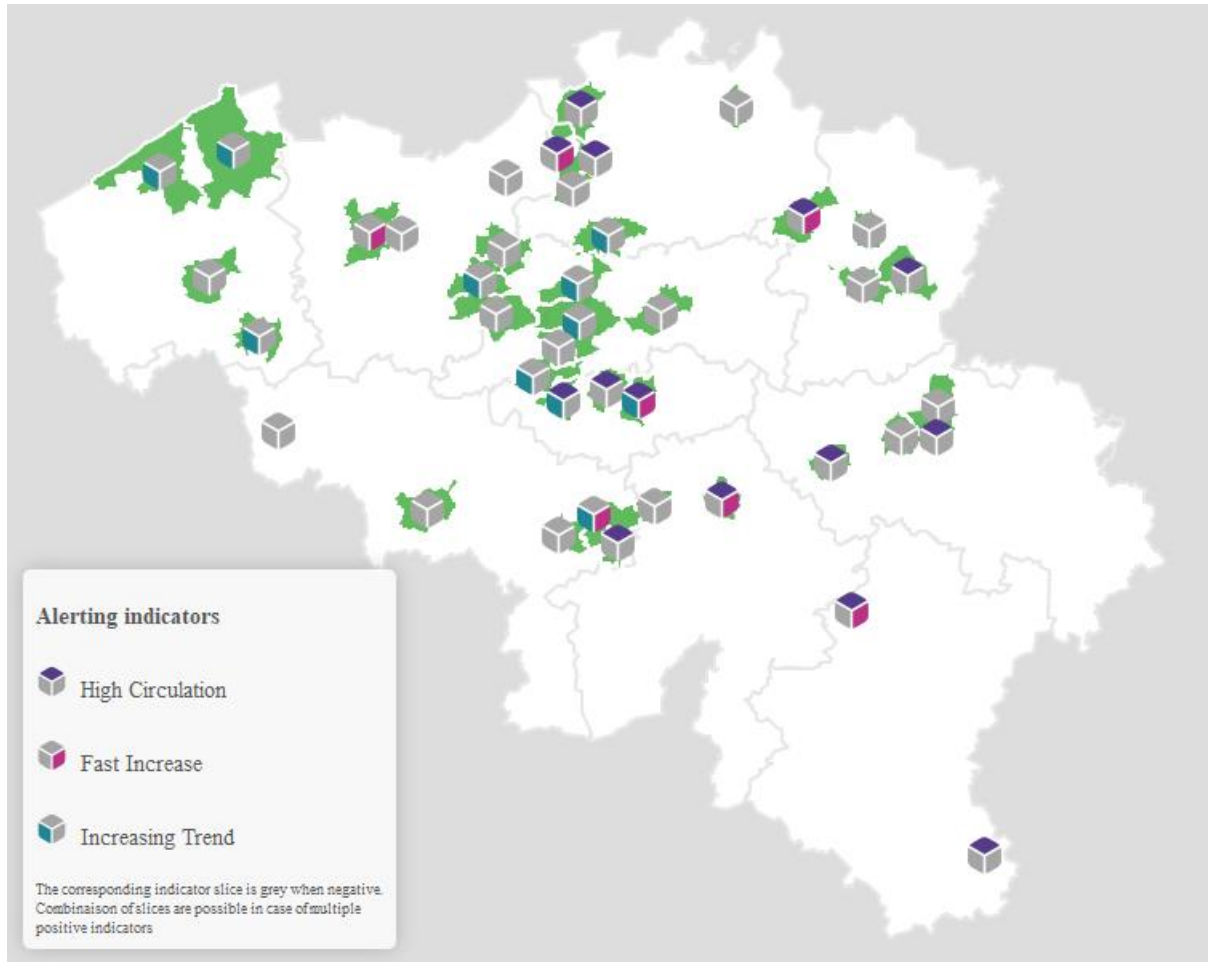 Alerting indicators
High Circulation
Fast Increase
Increasing Trend
The corresponding indicator slice is grey when negative.
Combinaison of slices are possible in case of multiple
positive indicators